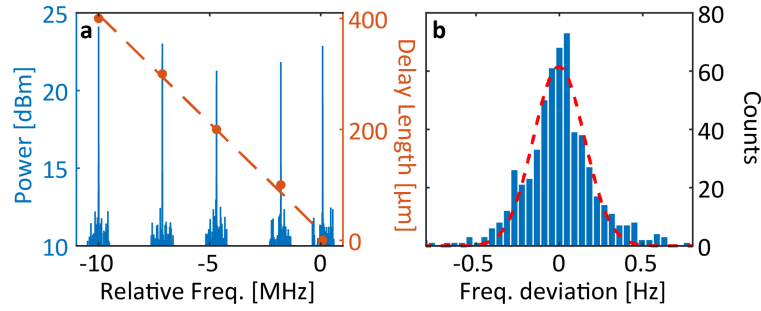 a
25
20
15
10
Power [dBm]
-10
-5
0
Relative Freq. [MHz]
400
200
0
Delay Length [μm]
b
80
60
40
20
0
Counts
-0.5
0
0.5
Freq. deviation [Hz]